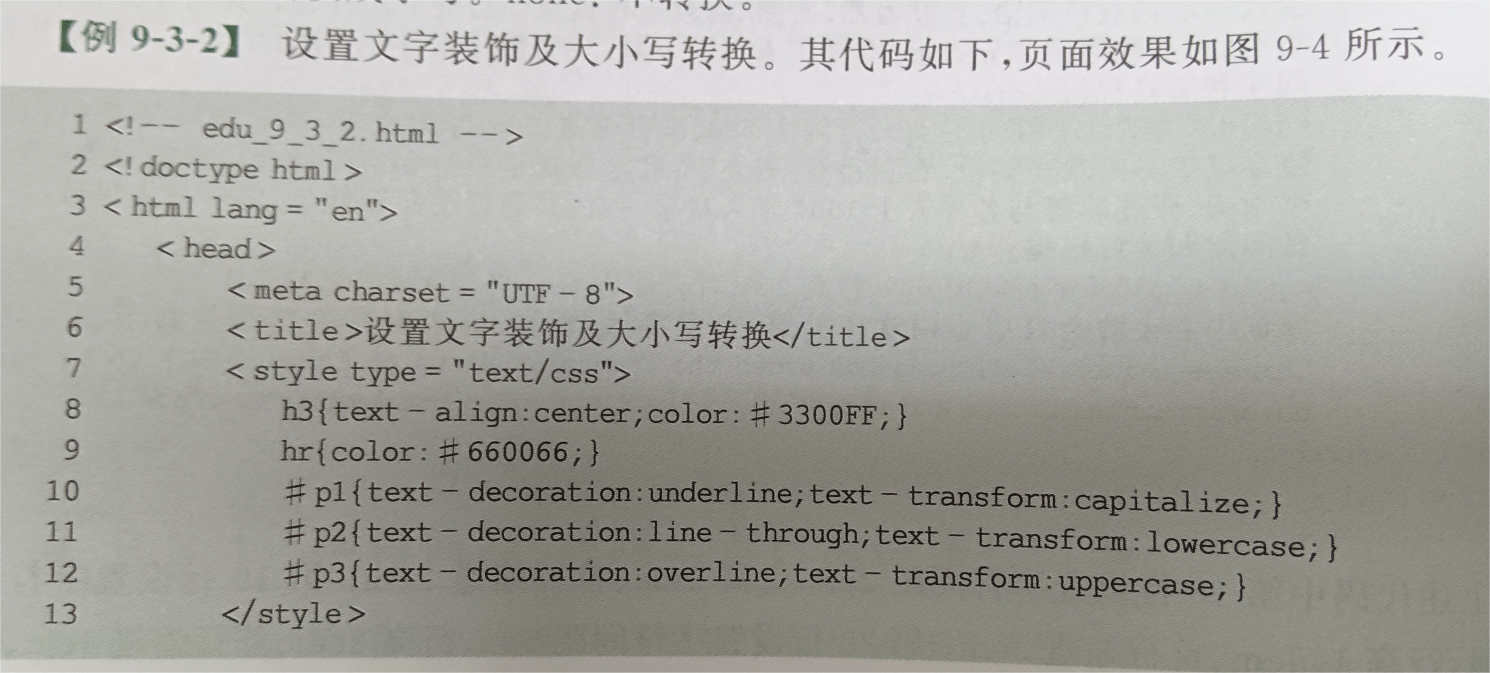 【例 9-3-2】 设置文字装饰及大小写转换。其代码如下,页面效果如图 9-4 所示。
1 <!-- edu_9_3_2.html -->
2 <!doctype html>
3 <html lang="en">
4 <head>
5 <meta charset="UTF-8">
6 <title>设置文字装饰及大小写转换</title>
7 <style type="text/css">
8 h3{text-align:center;color:#3300FF;}
9 hr{color:#660066;}
10 #p1{text-decoration:underline;text-transform:capitalize;}
11 #p2{text-decoration:line-through;text-transform:lowercase;}
12 #p3{text-decoration:overline;text-transform:uppercase;}
13 </style>